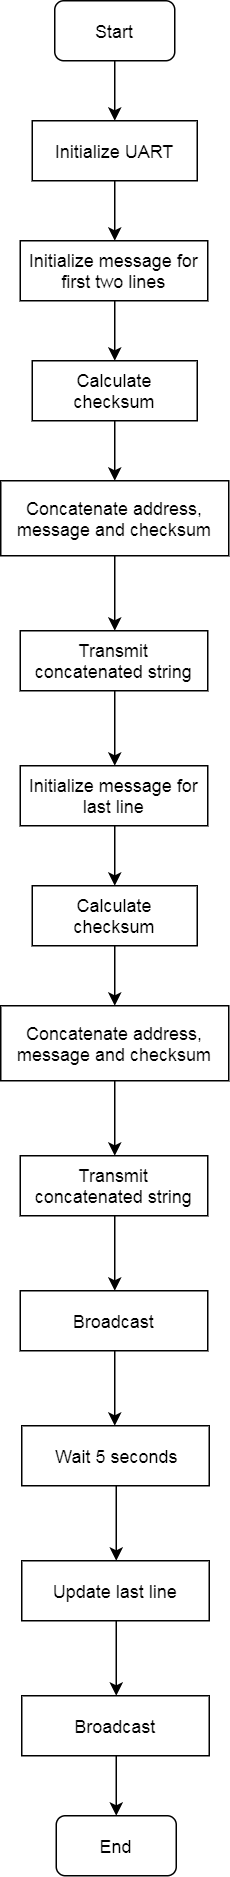 Start
Initialize UART
Initialize message for
first two lines
Calculate
checksum
Concatenate address,
message and checksum
Transmit
concatenated string
Initialize message for
last line
Calculate
checksum
Concatenate address,
message and checksum
Transmit
concatenated string
Broadcast
Wait 5 seconds
Update last line
Broadcast
End